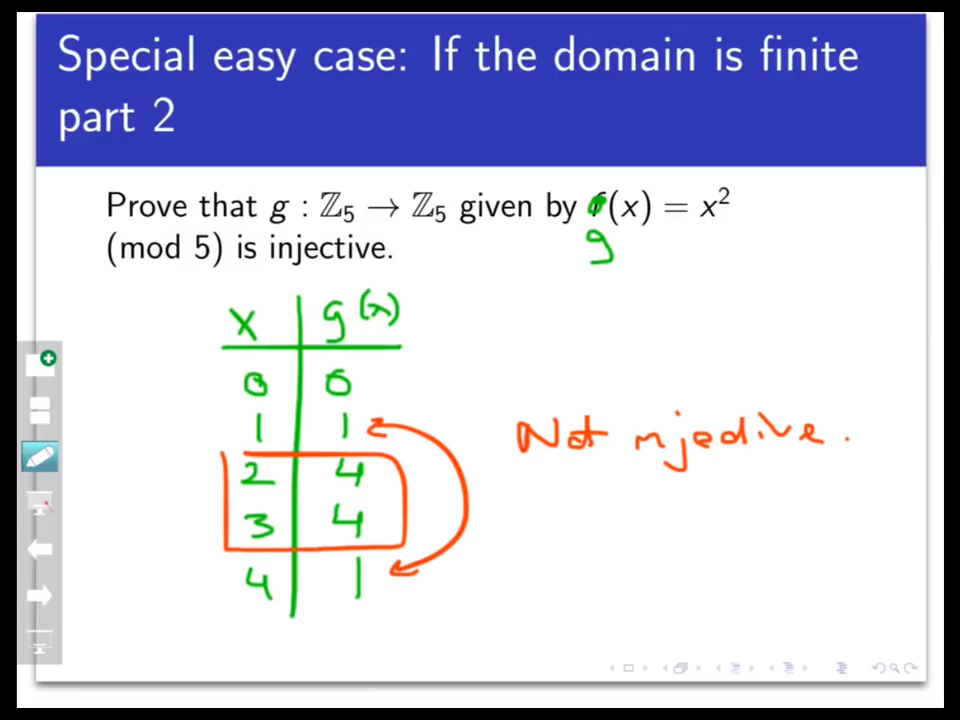 Special easy case: If the domain is finite
part 2
Prove that g : ℤ₅ → ℤ₅ given by f(x) = x²
g
(mod 5) is injective.
x g(x)
0 0
1 1
2 4
3 4
4 1
Not injective.